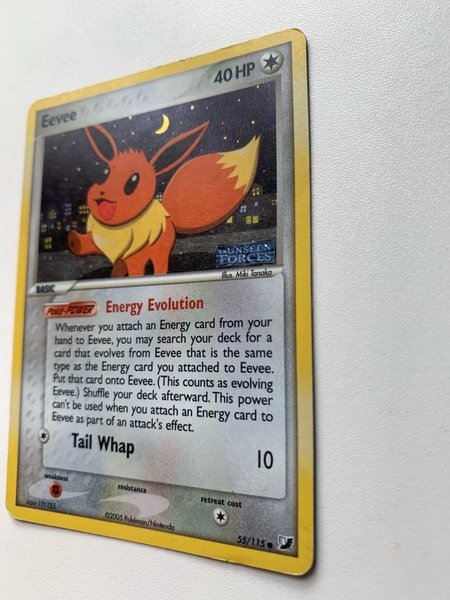 Eevee
40 HP
EX UNSEEN
FORCES
Illus. Miki Tanaka
BASIC
Poké-POWER Energy Evolution
Whenever you attach an Energy card from your
hand to Eevee, you may search your deck for a
card that evolves from Eevee that is the same
type as the Energy card you attached to Eevee.
Put that card onto Eevee. (This counts as evolving
Eevee.) Shuffle your deck afterward. This power
can't be used when you attach an Energy card to
Eevee as part of an attack's effect.
Tail Whap 10
weakness
resistance
retreat cost
©2005 Pokémon/Nintendo
55/115